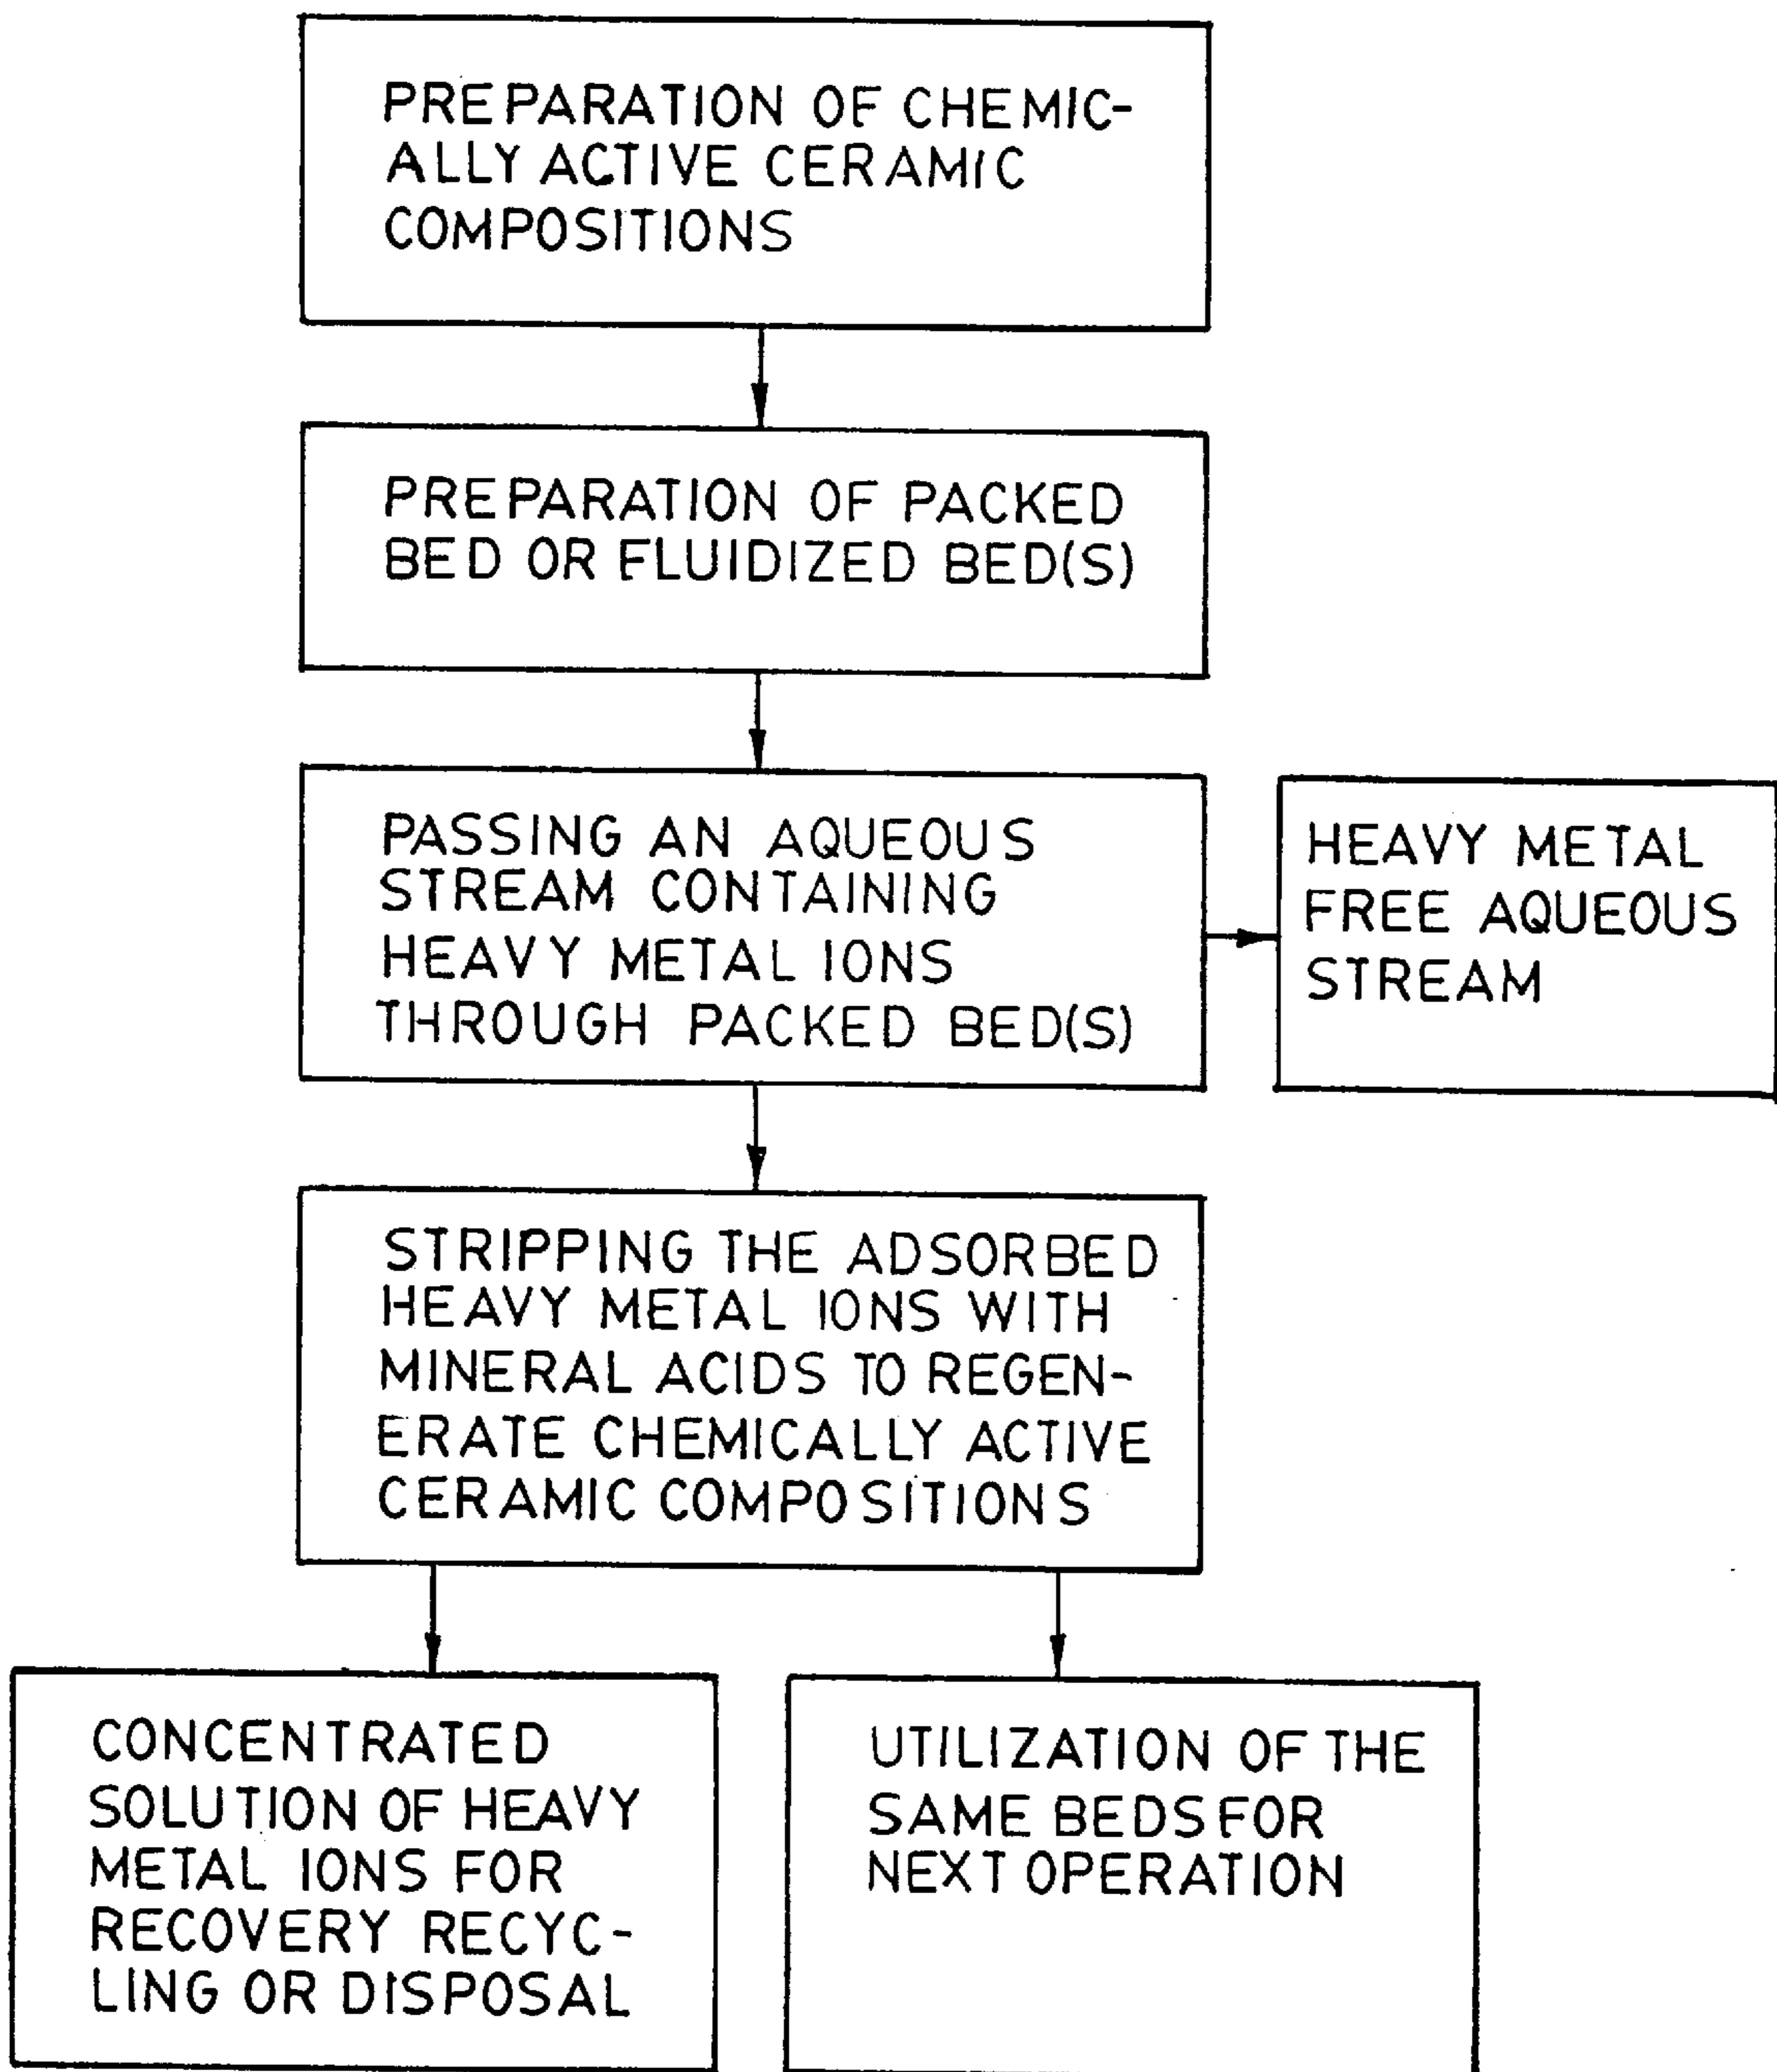 PREPARATION OF CHEMIC-
ALLY ACTIVE CERAMIC
COMPOSITIONS
PREPARATION OF PACKED
BED OR FLUIDIZED BED(S)
PASSING AN AQUEOUS
STREAM CONTAINING
HEAVY METAL IONS
THROUGH PACKED BED(S)
HEAVY METAL
FREE AQUEOUS
STREAM
STRIPPING THE ADSORBED
HEAVY METAL IONS WITH
MINERAL ACIDS TO REGEN-
ERATE CHEMICALLY ACTIVE
CERAMIC COMPOSITIONS
CONCENTRATED
SOLUTION OF HEAVY
METAL IONS FOR
RECOVERY RECYC-
LING OR DISPOSAL
UTILIZATION OF THE
SAME BEDS FOR
NEXT OPERATION